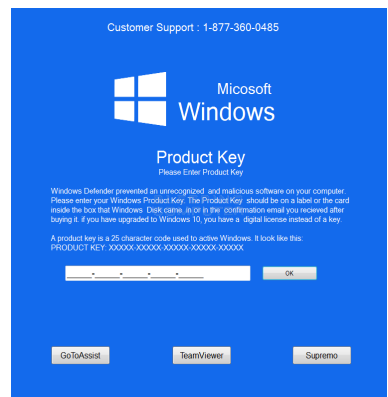 Customer Support : 1-877-360-0485
Micosoft
Windows
Product Key
Please Enter Product Key
Windows Defender prevented an unrecognized and malicious software on your computer.
Please enter your Windows Product Key. The Product Key should be on a label or the card
inside the box that Windows Disk came in or in the confirmation email you recieved after
buying it. if you have upgraded to Windows 10, you have a digital license instead of a key.
A product key is a 25 character code used to active Windows. It look like this:
PRODUCT KEY: XXXXX-XXXXX-XXXXX-XXXXX-XXXXX
_____-_____-_____-_____-_____
OK
GoToAssist
TeamViewer
Supremo